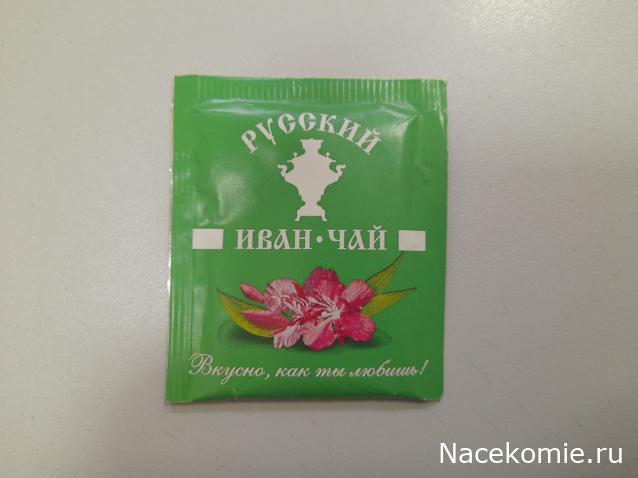 РУССКИЙ
ИВАН•ЧАЙ
Вкусно, как ты любишь!
Nacekomie.ru